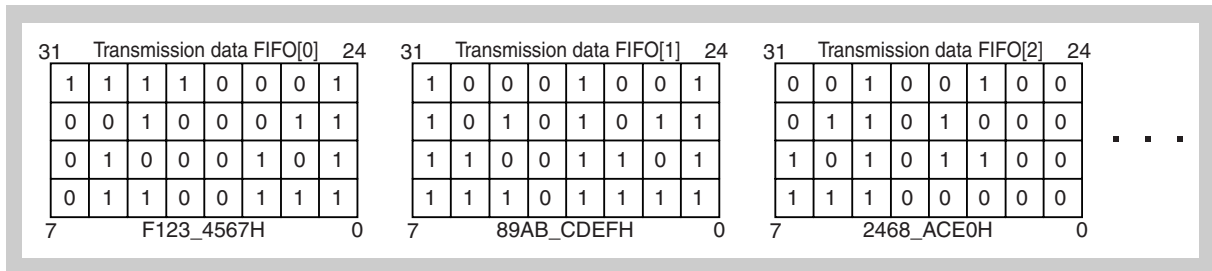 31 Transmission data FIFO[0] 24 31 Transmission data FIFO[1] 24 31 Transmission data FIFO[2] 24
1 1 1 1 0 0 0 1 1 0 0 0 1 0 0 1 0 0 1 0 0 1 0 0
0 0 1 0 0 0 1 1 1 0 1 0 1 0 1 1 0 1 1 0 1 0 0 0
0 1 0 0 0 1 0 1 1 1 0 0 1 1 0 1 1 0 1 0 1 1 0 0
0 1 1 0 0 1 1 1 1 1 1 0 1 1 1 1 1 1 1 0 0 0 0 0
7 F123_4567H 0 7 89AB_CDEFH 0 7 2468_ACE0H 0